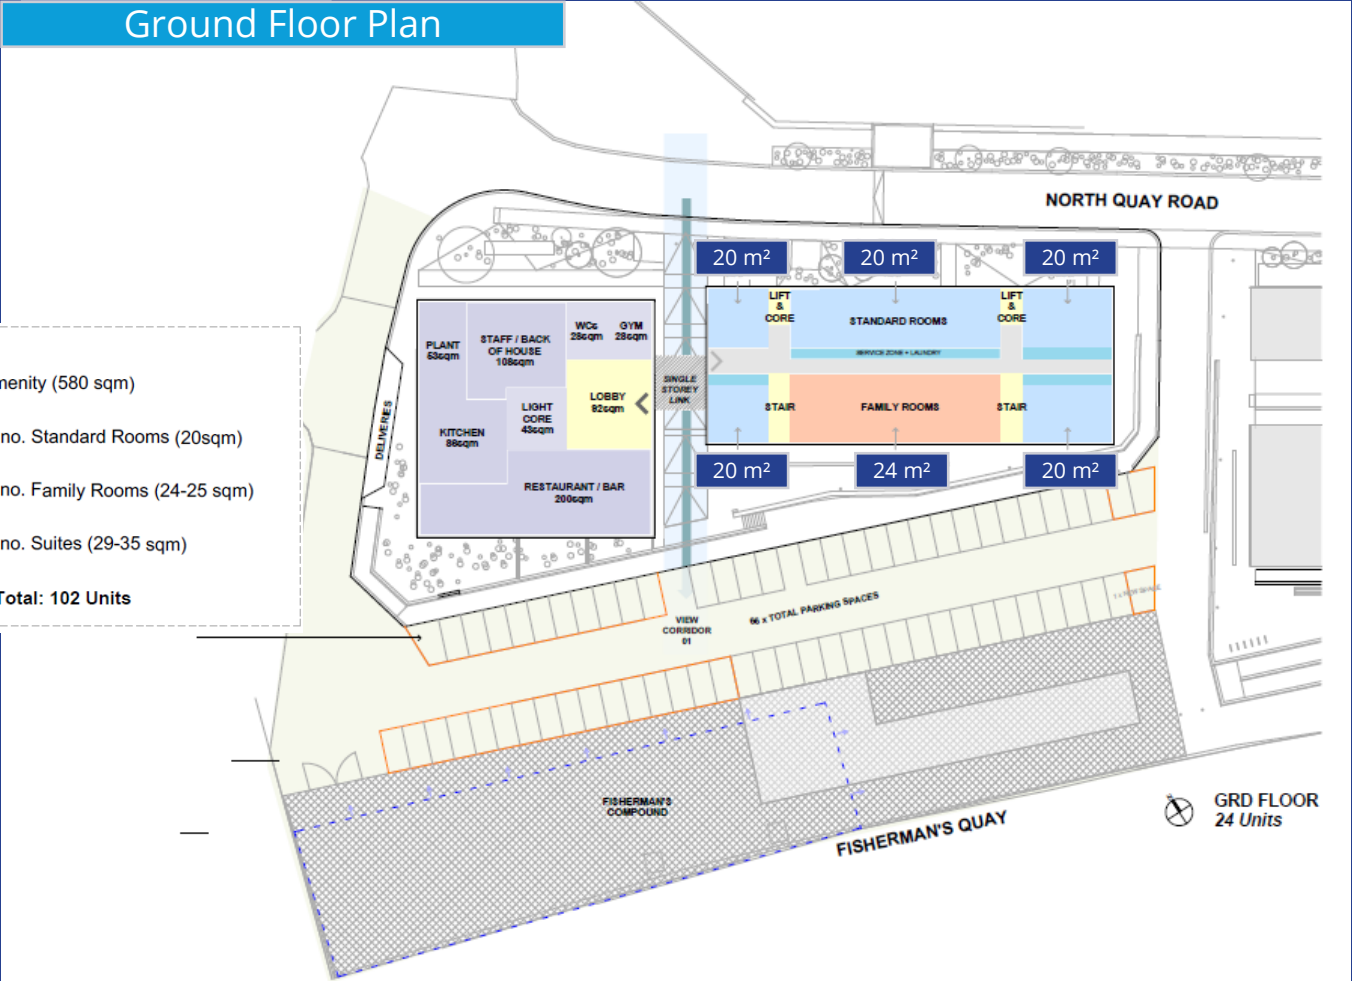 Ground Floor Plan
NORTH QUAY ROAD
20 m²
20 m²
20 m²
LIFT
&
CORE
LIFT
&
CORE
STANDARD ROOMS
SERVICE ZONE + LAUNDRY
WCs
28sqm
GYM
28sqm
PLANT
53sqm
STAFF / BACK
OF HOUSE
108sqm
SINGLE
STOREY
LINK
LOBBY
92sqm
LIGHT
CORE
43sqm
STAIR
FAMILY ROOMS
STAIR
DELIVERIES
KITCHEN
86sqm
RESTAURANT / BAR
200sqm
20 m²
24 m²
20 m²
menity (580 sqm)
no. Standard Rooms (20sqm)
no. Family Rooms (24-25 sqm)
no. Suites (29-35 sqm)
Total: 102 Units
VIEW
CORRIDOR
01
66 x TOTAL PARKING SPACES
FISHERMAN'S
COMPOUND
FISHERMAN'S QUAY
GRD FLOOR
24 Units